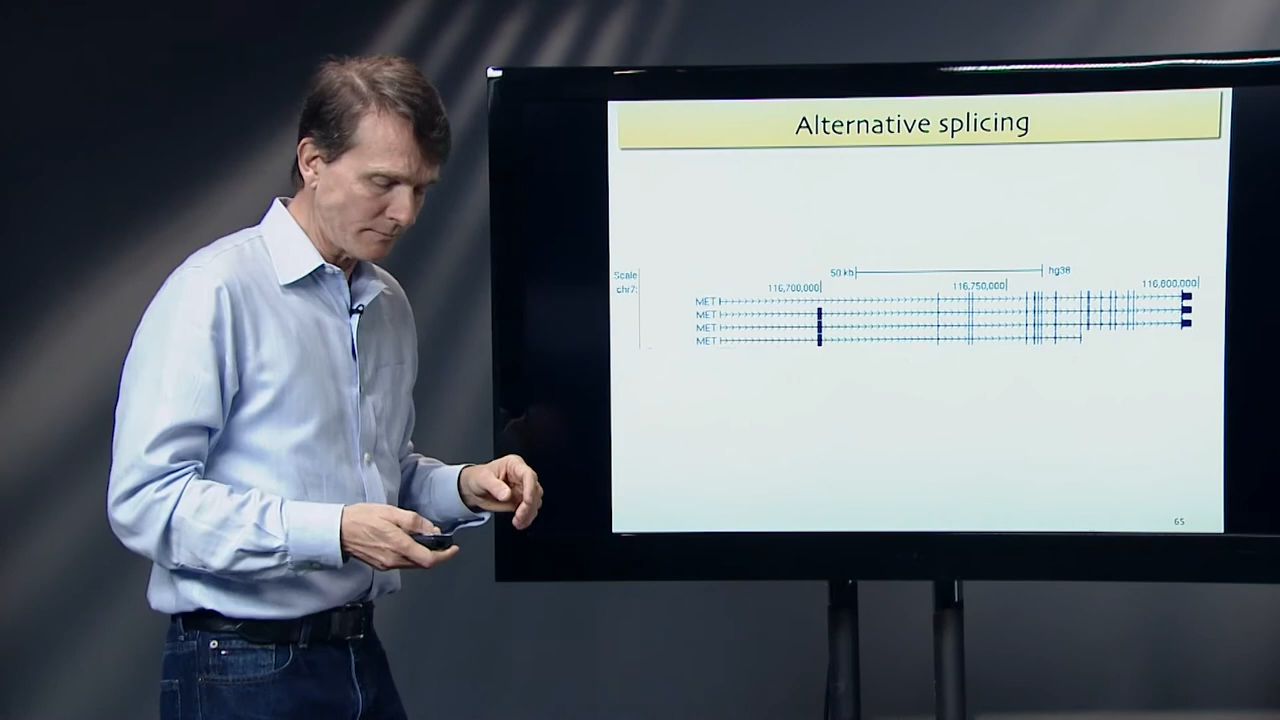 Alternative splicing
Scale
50 kb
hg38
chr7:
116,700,000
116,750,000
116,800,000
MET
MET
MET
MET
65